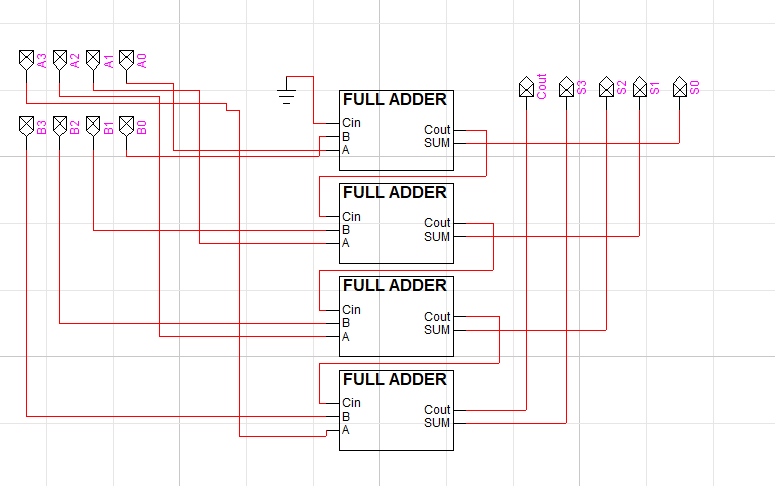 A3 A2 A1 A0
B3 B2 B1 B0
Cout S3 S2 S1 S0
FULL ADDER
Cin
B
A
Cout
SUM
FULL ADDER
Cin
B
A
Cout
SUM
FULL ADDER
Cin
B
A
Cout
SUM
FULL ADDER
Cin
B
A
Cout
SUM